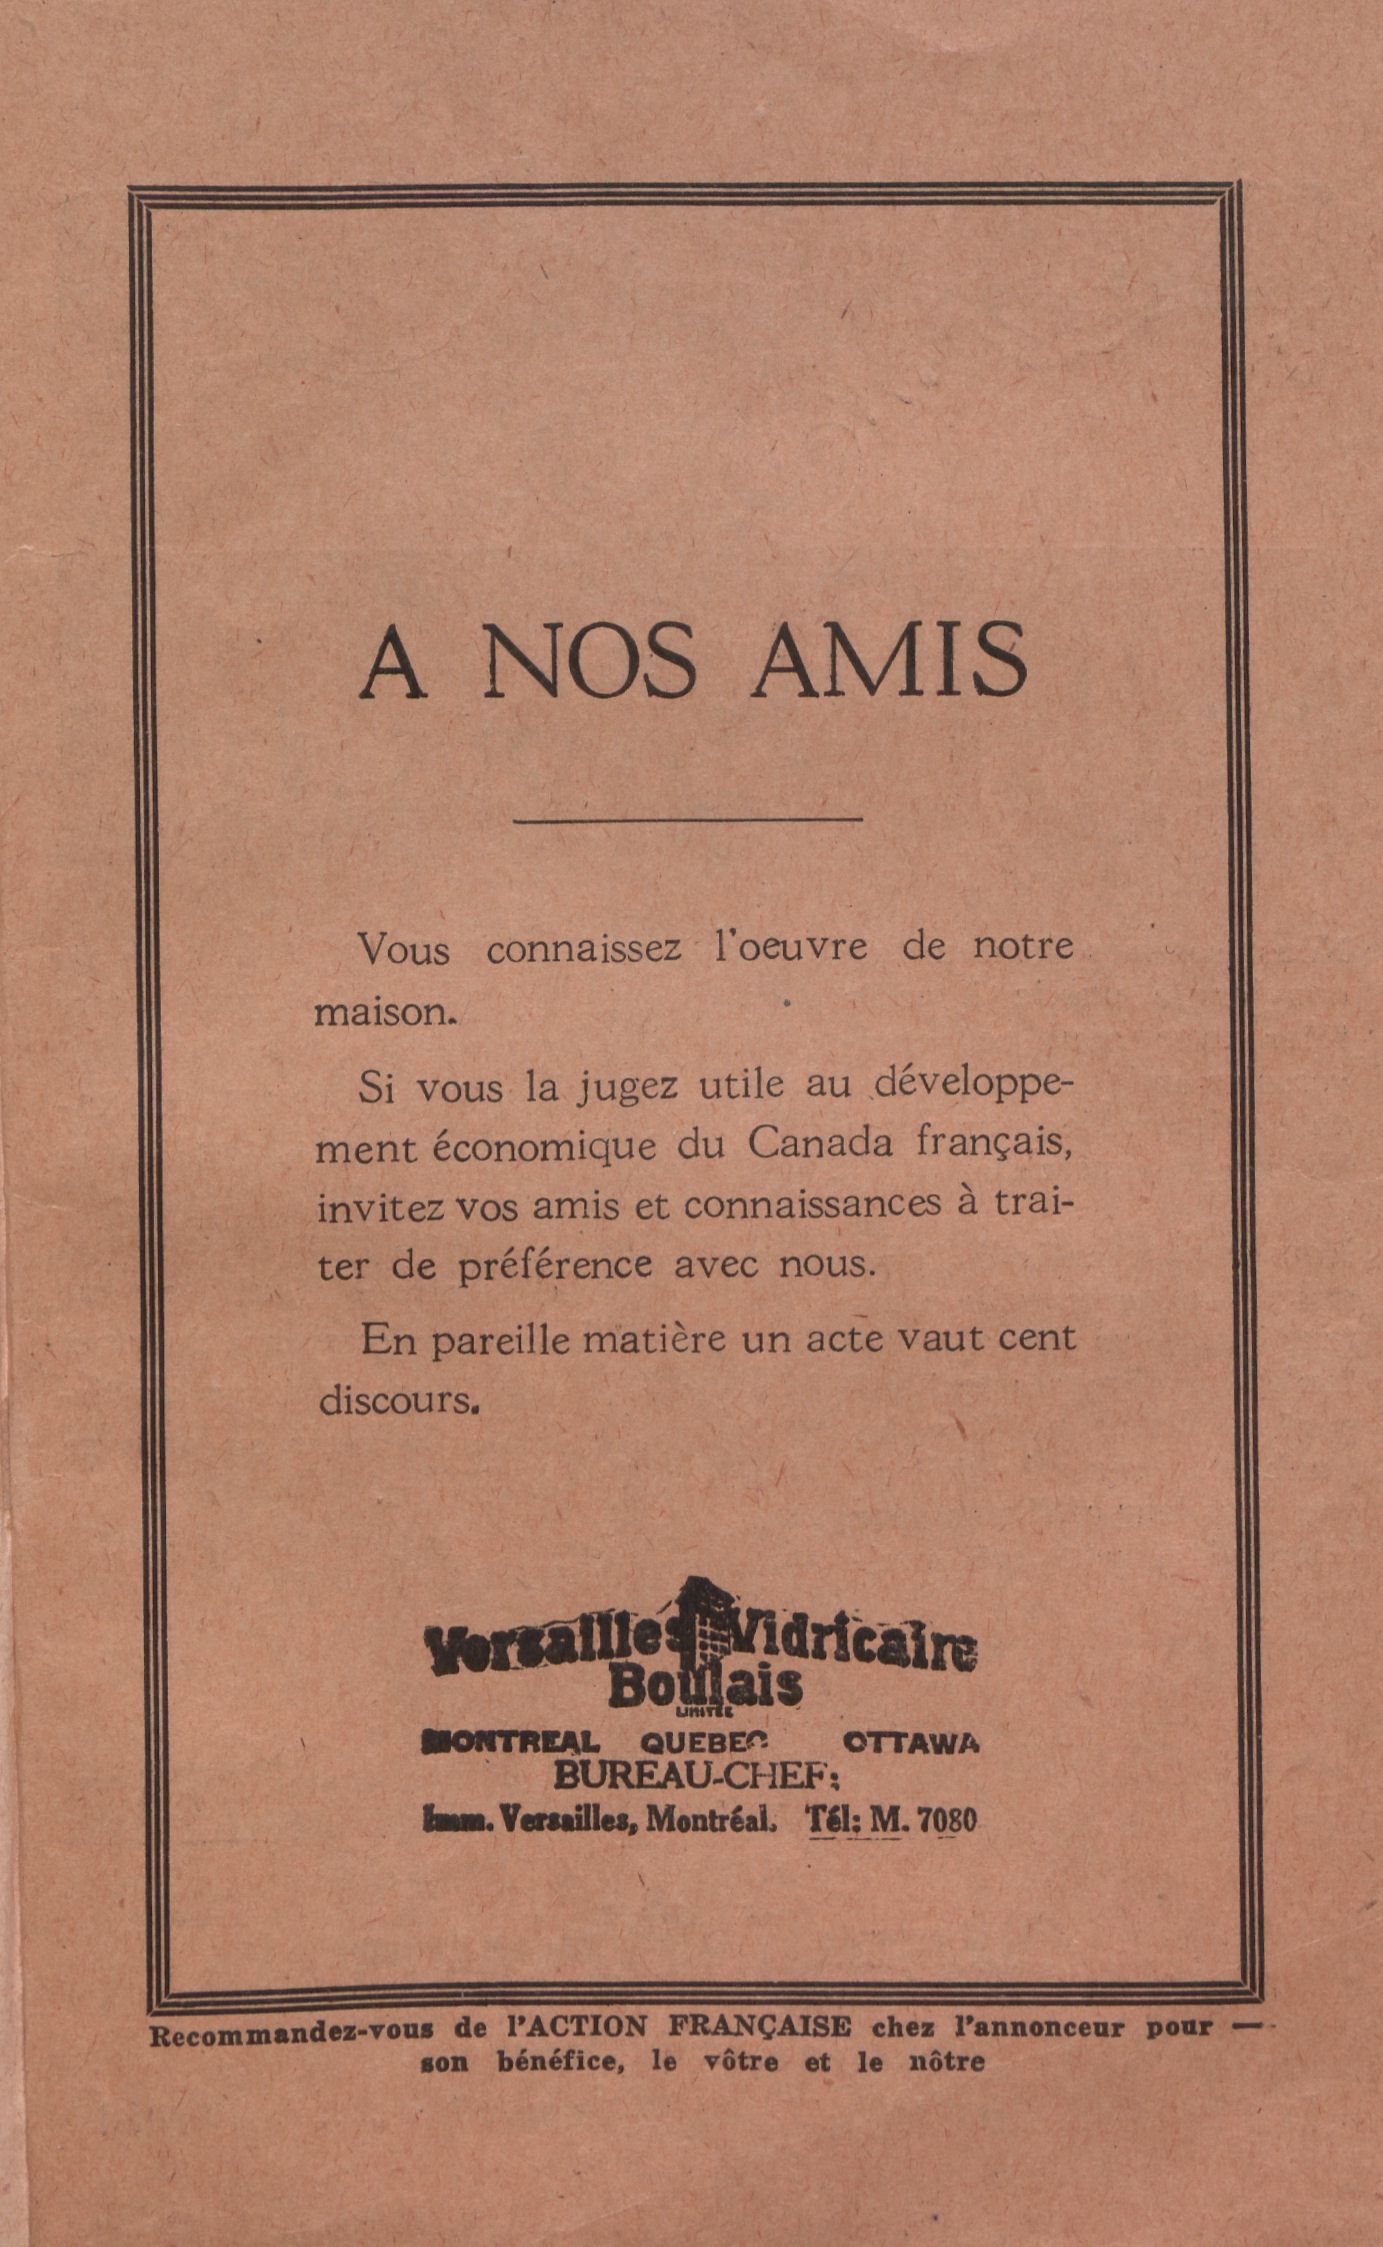 A NOS AMIS
Vous connaissez l'oeuvre de notre
maison.
Si vous la jugez utile au développe-
ment économique du Canada français,
invitez vos amis et connaissances à trai-
ter de préférence avec nous.
En pareille matière un acte vaut cent
discours.
Versailles Vidricaire
Boulais
LIMITÉE
MONTREAL QUEBEC OTTAWA
BUREAU-CHEF:
Imm. Versailles, Montréal. Tél: M. 7080
Recommandez-vous de l'ACTION FRANÇAISE chez l'annonceur pour —
son bénéfice, le vôtre et le nôtre